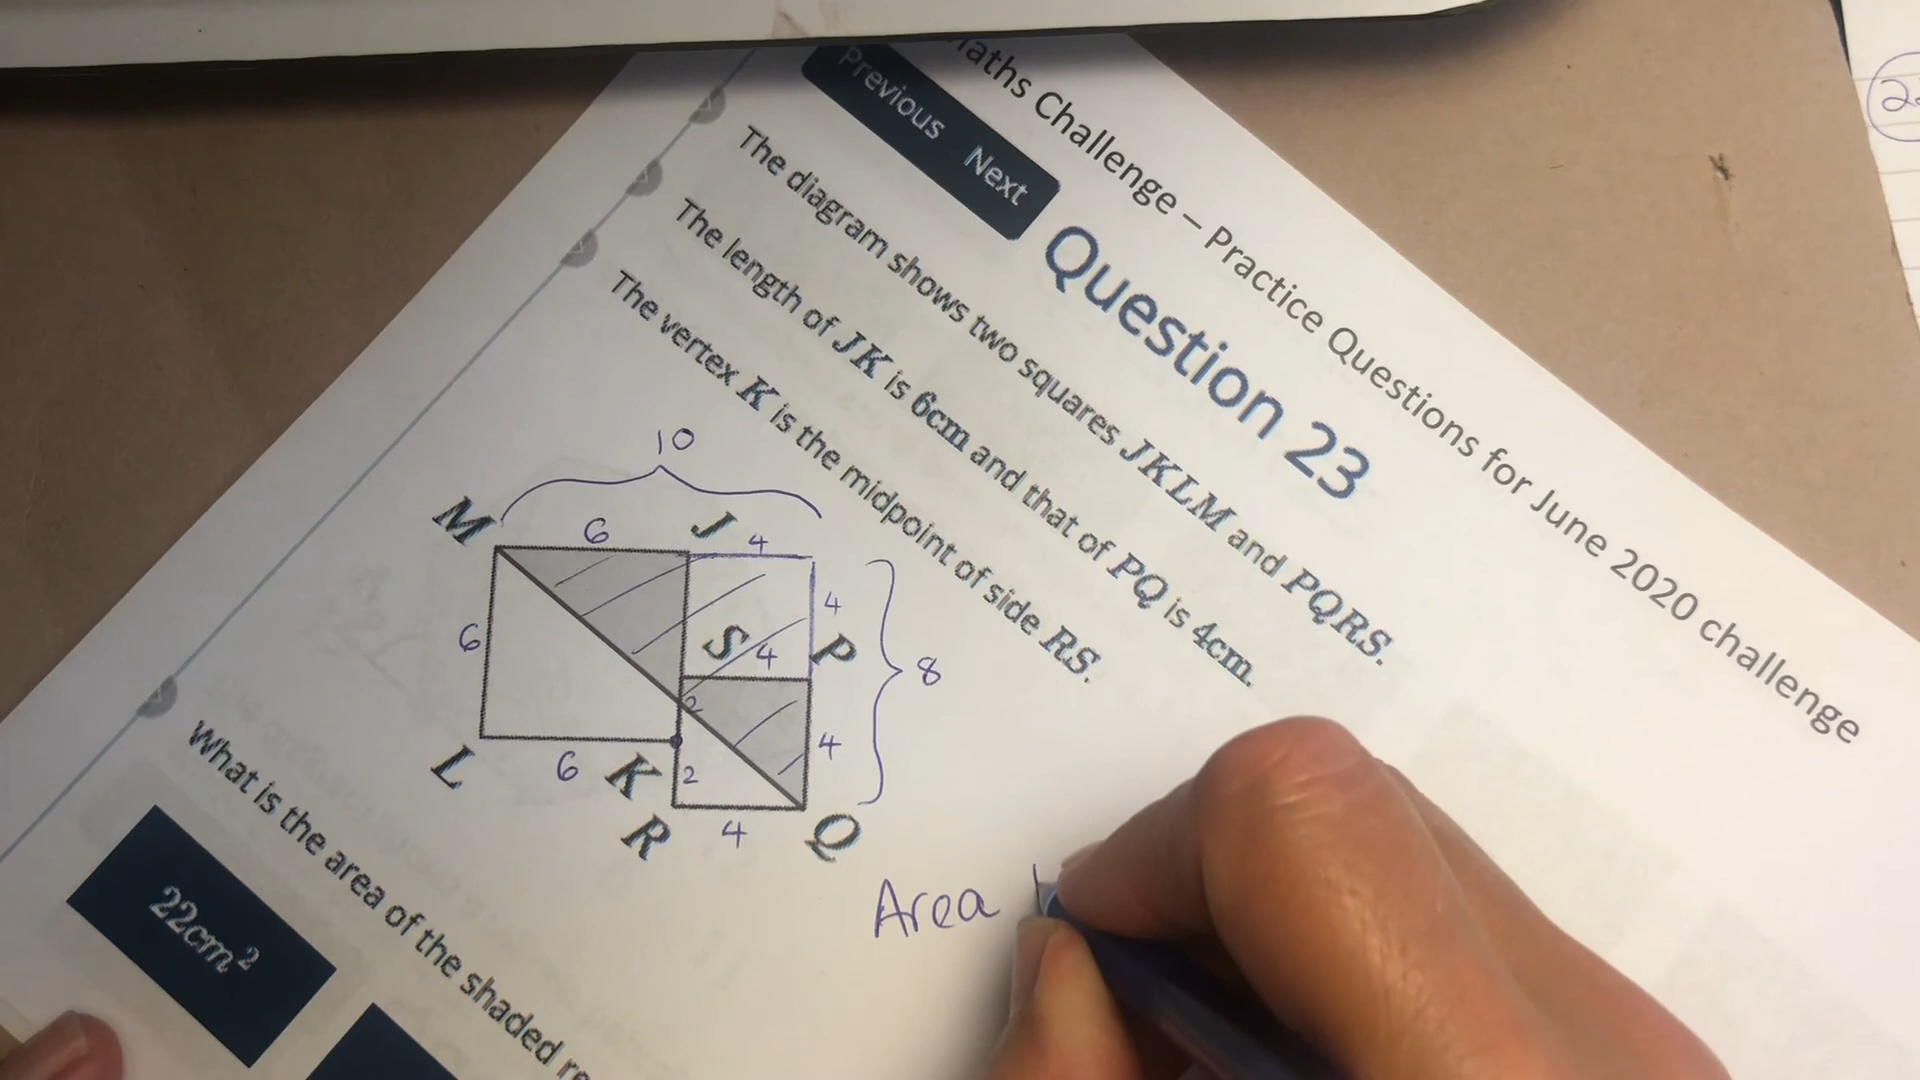 Maths Challenge – Practice Questions for June 2020 challenge
Previous Next
Question 23
The diagram shows two squares JKLM and PQRS.
The length of JK is 6cm and that of PQ is 4cm.
The vertex K is the midpoint of side RS.
10
M 6 J 4
4
6 S 4 P 8
2
4
L 6 K 2
R 4 Q
Area
What is the area of the shaded
22cm²